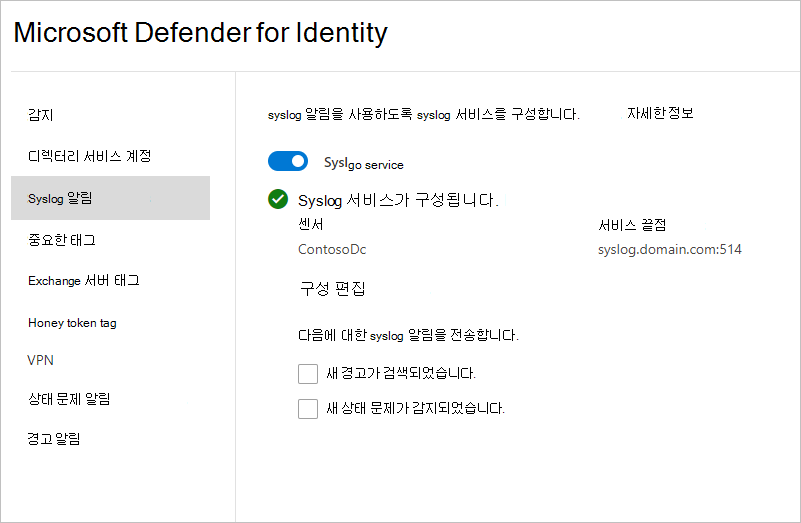 Microsoft Defender for Identity
감지
디렉터리 서비스 계정
Syslog 알림
중요한 태그
Exchange 서버 태그
Honey token tag
VPN
상태 문제 알림
경고 알림
syslog 알림을 사용하도록 syslog 서비스를 구성합니다. 자세한 정보
Syslgo service
Syslog 서비스가 구성됩니다.
센서 서비스 끝점
ContosoDc syslog.domain.com:514
구성 편집
다음에 대한 syslog 알림을 전송합니다.
새 경고가 검색되었습니다.
새 상태 문제가 감지되었습니다.